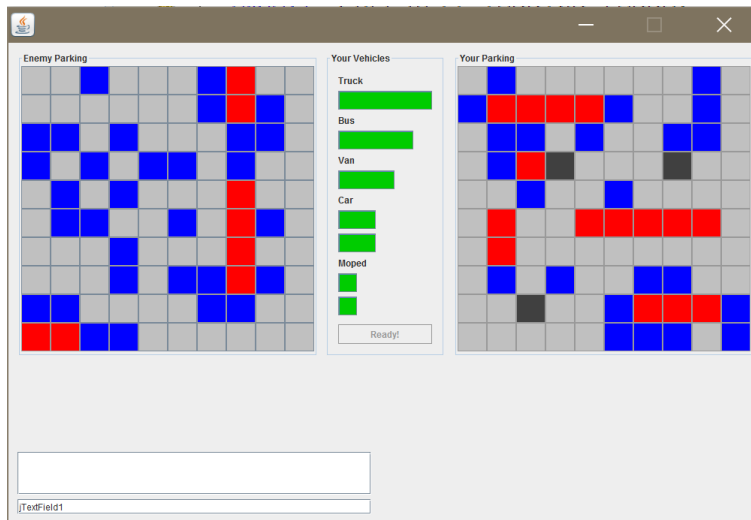 Enemy Parking
Your Vehicles
Your Parking
Truck
Bus
Van
Car
Moped
Ready!
jTextField1